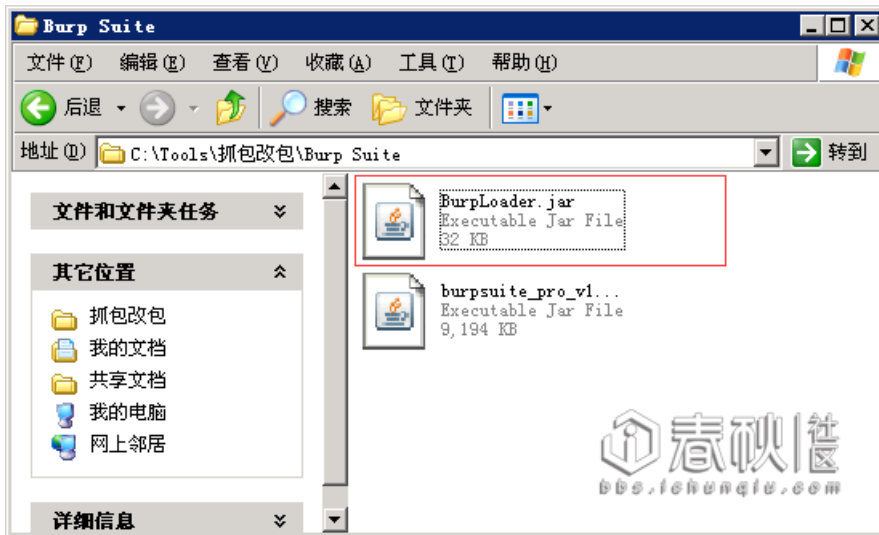 Burp Suite
文件(F) 编辑(E) 查看(V) 收藏(A) 工具(T) 帮助(H)
后退 搜索 文件夹
地址(D) C:\Tools\抓包改包\Burp Suite 转到
文件和文件夹任务
其它位置
抓包改包
我的文档
共享文档
我的电脑
网上邻居
详细信息
BurpLoader.jar
Executable Jar File
32 KB
burpsuite_pro_v1...
Executable Jar File
9,194 KB
春秋 社区
bbs.ichunqiu.com